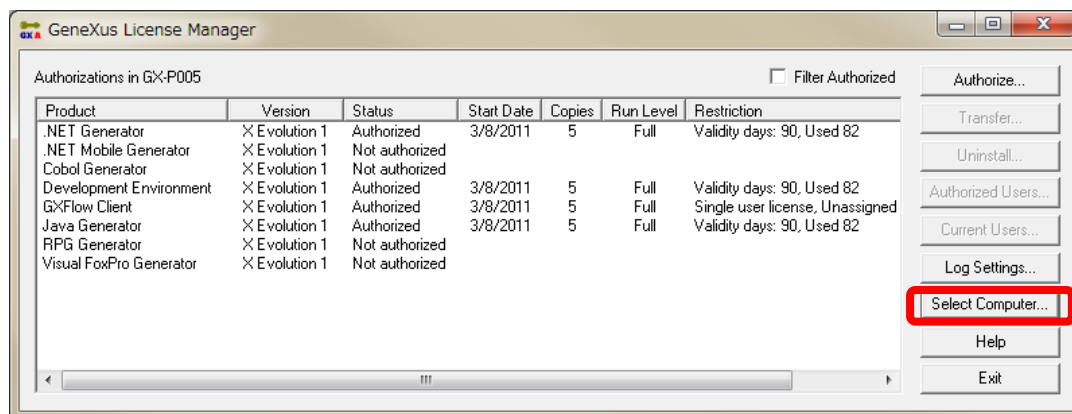 GeneXus License Manager
Authorizations in GX-P005
Filter Authorized
Product Version Status Start Date Copies Run Level Restriction
.NET Generator X Evolution 1 Authorized 3/8/2011 5 Full Validity days: 90, Used 82
.NET Mobile Generator X Evolution 1 Not authorized
Cobol Generator X Evolution 1 Not authorized
Development Environment X Evolution 1 Authorized 3/8/2011 5 Full Validity days: 90, Used 82
GXFlow Client X Evolution 1 Authorized 3/8/2011 5 Full Single user license, Unassigned
Java Generator X Evolution 1 Authorized 3/8/2011 5 Full Validity days: 90, Used 82
RPG Generator X Evolution 1 Not authorized
Visual FoxPro Generator X Evolution 1 Not authorized
Authorize...
Transfer...
Uninstall...
Authorized Users...
Current Users...
Log Settings...
Select Computer...
Help
Exit